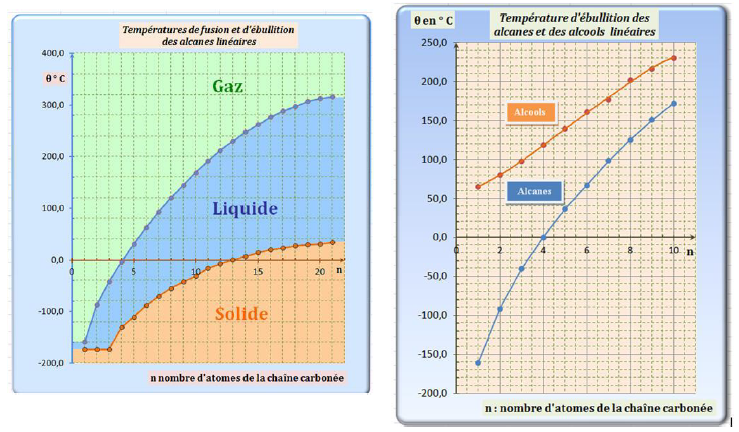 Températures de fusion et d'ébullition
des alcanes linéaires
400,0
θ ° C
Gaz
300,0
200,0
Liquide
100,0
0,0
0 5 10 15 20 n
-100,0
Solide
-200,0
n nombre d'atomes de la chaîne carbonée
θ en ° C
Température d'ébullition des
alcanes et des alcools linéaires
250,0
200,0
150,0
Alcools
100,0
Alcanes
50,0
0,0
0 2 4 6 8 10
n
-50,0
-100,0
-150,0
-200,0
n : nombre d'atomes de la chaîne carbonée